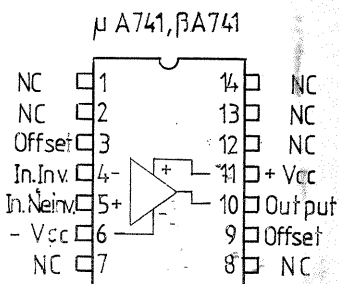 μA741,βA741
NC 1 14 NC
NC 2 13 NC
Offset 3 12 NC
In.Inv. 4 - + 11 + Vcc
In.Neinv. 5 + 10 Output
- Vcc 6 - 9 Offset
NC 7 8 NC